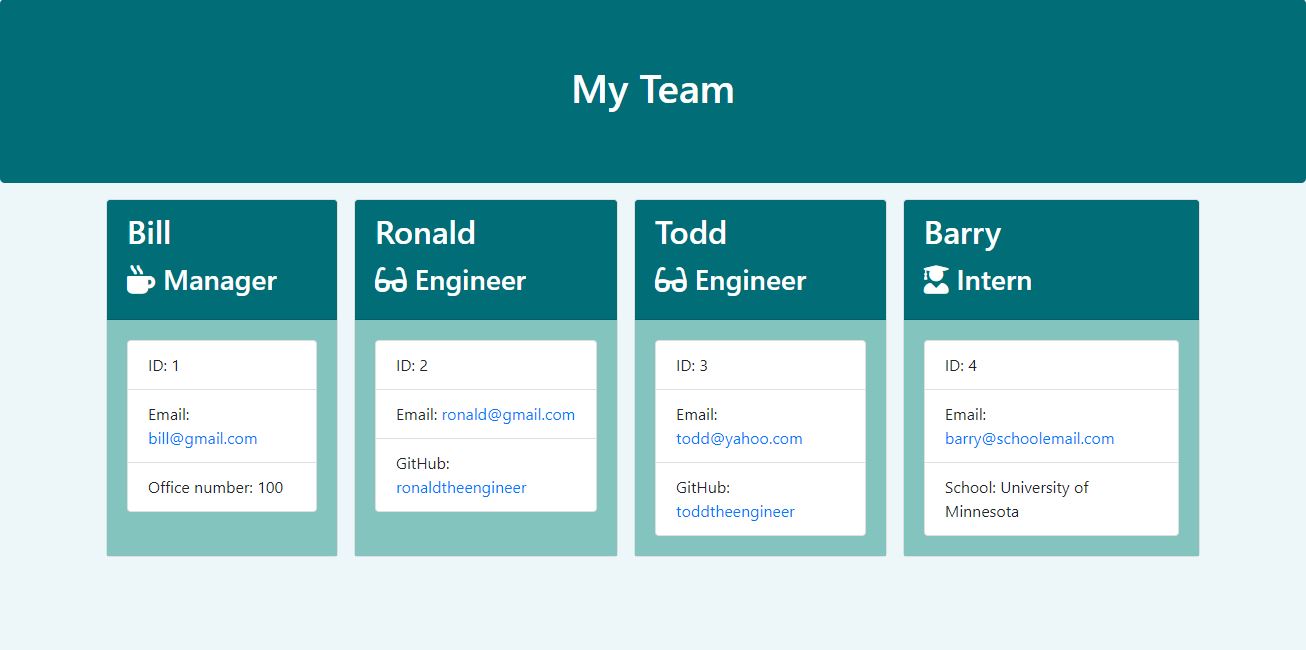 My Team
Bill
Manager
ID: 1
Email:
bill@gmail.com
Office number: 100
Ronald
Engineer
ID: 2
Email: ronald@gmail.com
GitHub:
ronaldtheengineer
Todd
Engineer
ID: 3
Email:
todd@yahoo.com
GitHub:
toddtheengineer
Barry
Intern
ID: 4
Email:
barry@schoolemail.com
School: University of
Minnesota